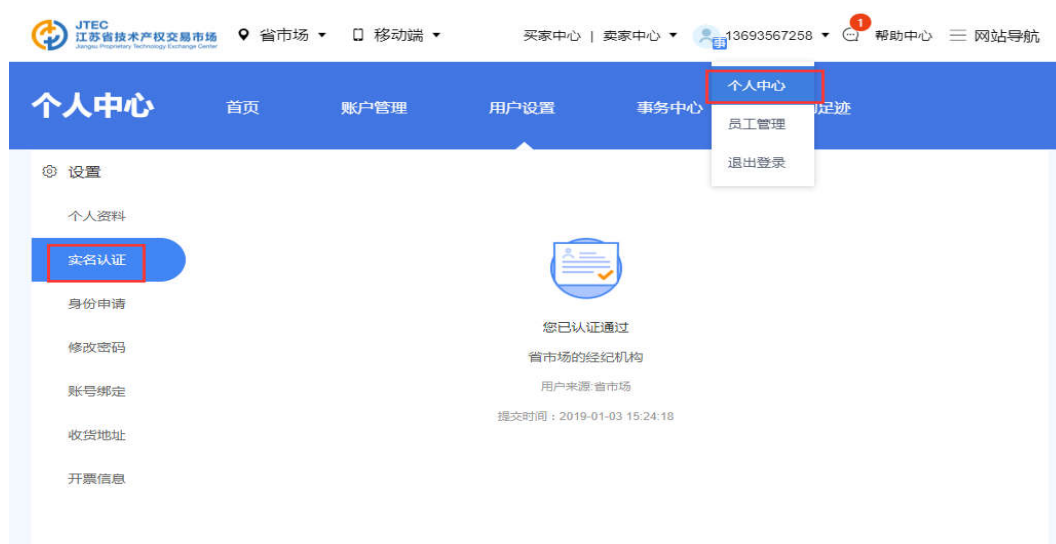 JTEC
江苏省技术产权交易市场
Jiangsu Proprietary Technology Exchange Center
省市场 ▼ 移动端 ▼ 买家中心 | 卖家中心 ▼ 13693567258 ▼ 1 帮助中心 网站导航
个人中心 首页 账户管理 用户设置 事务中心 足迹
个人中心
员工管理
退出登录
设置
个人资料
实名认证
身份申请
修改密码
账号绑定
收货地址
开票信息
您已认证通过
省市场的经纪机构
用户来源:省市场
提交时间：2019-01-03 15:24:18